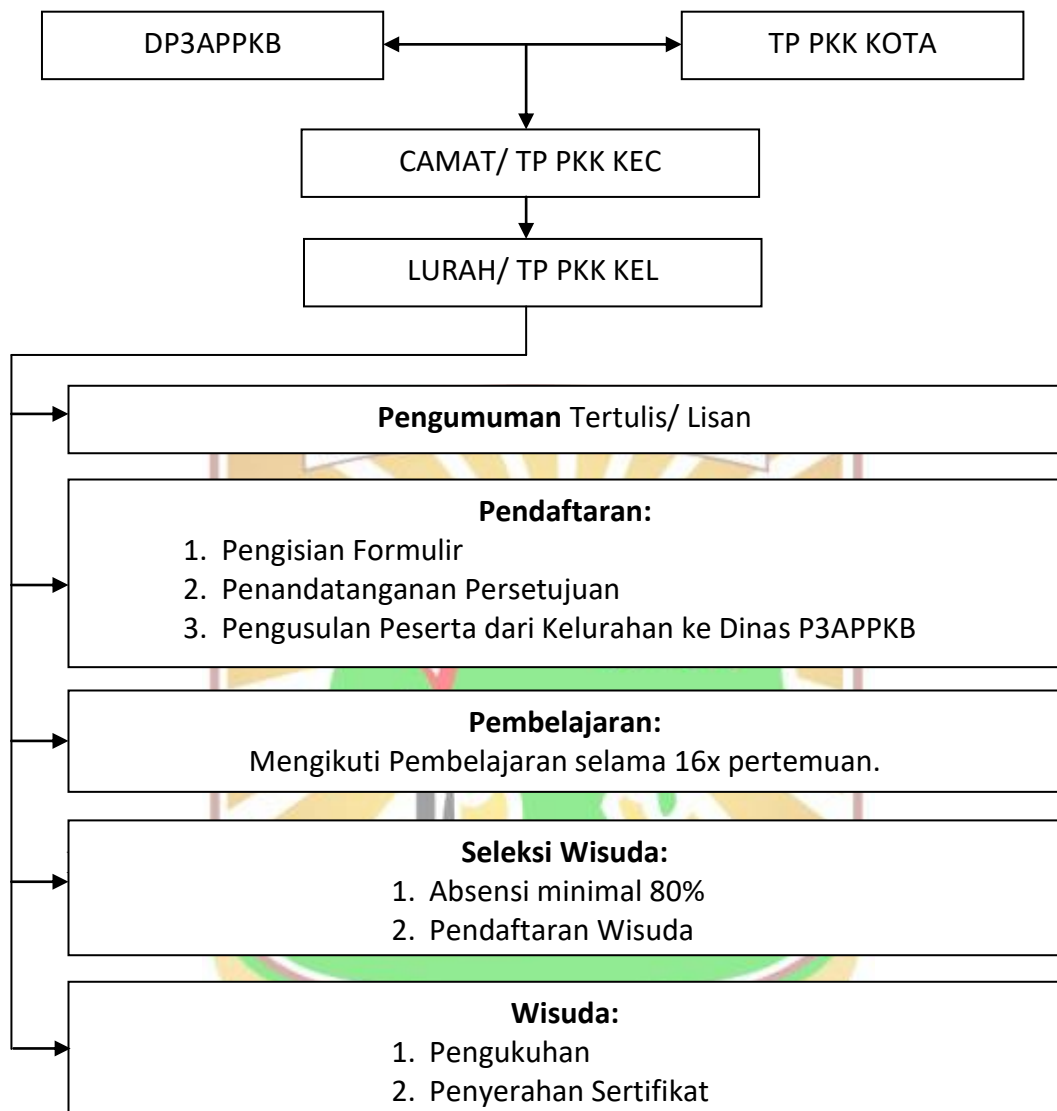 DP3APPKB
TP PKK KOTA
CAMAT/ TP PKK KEC
LURAH/ TP PKK KEL
Pengumuman Tertulis/ Lisan
Pendaftaran:
1. Pengisian Formulir
2. Penandatanganan Persetujuan
3. Pengusulan Peserta dari Kelurahan ke Dinas P3APPKB
Pembelajaran:
Mengikuti Pembelajaran selama 16x pertemuan.
Seleksi Wisuda:
1. Absensi minimal 80%
2. Pendaftaran Wisuda
Wisuda:
1. Pengukuhan
2. Penyerahan Sertifikat